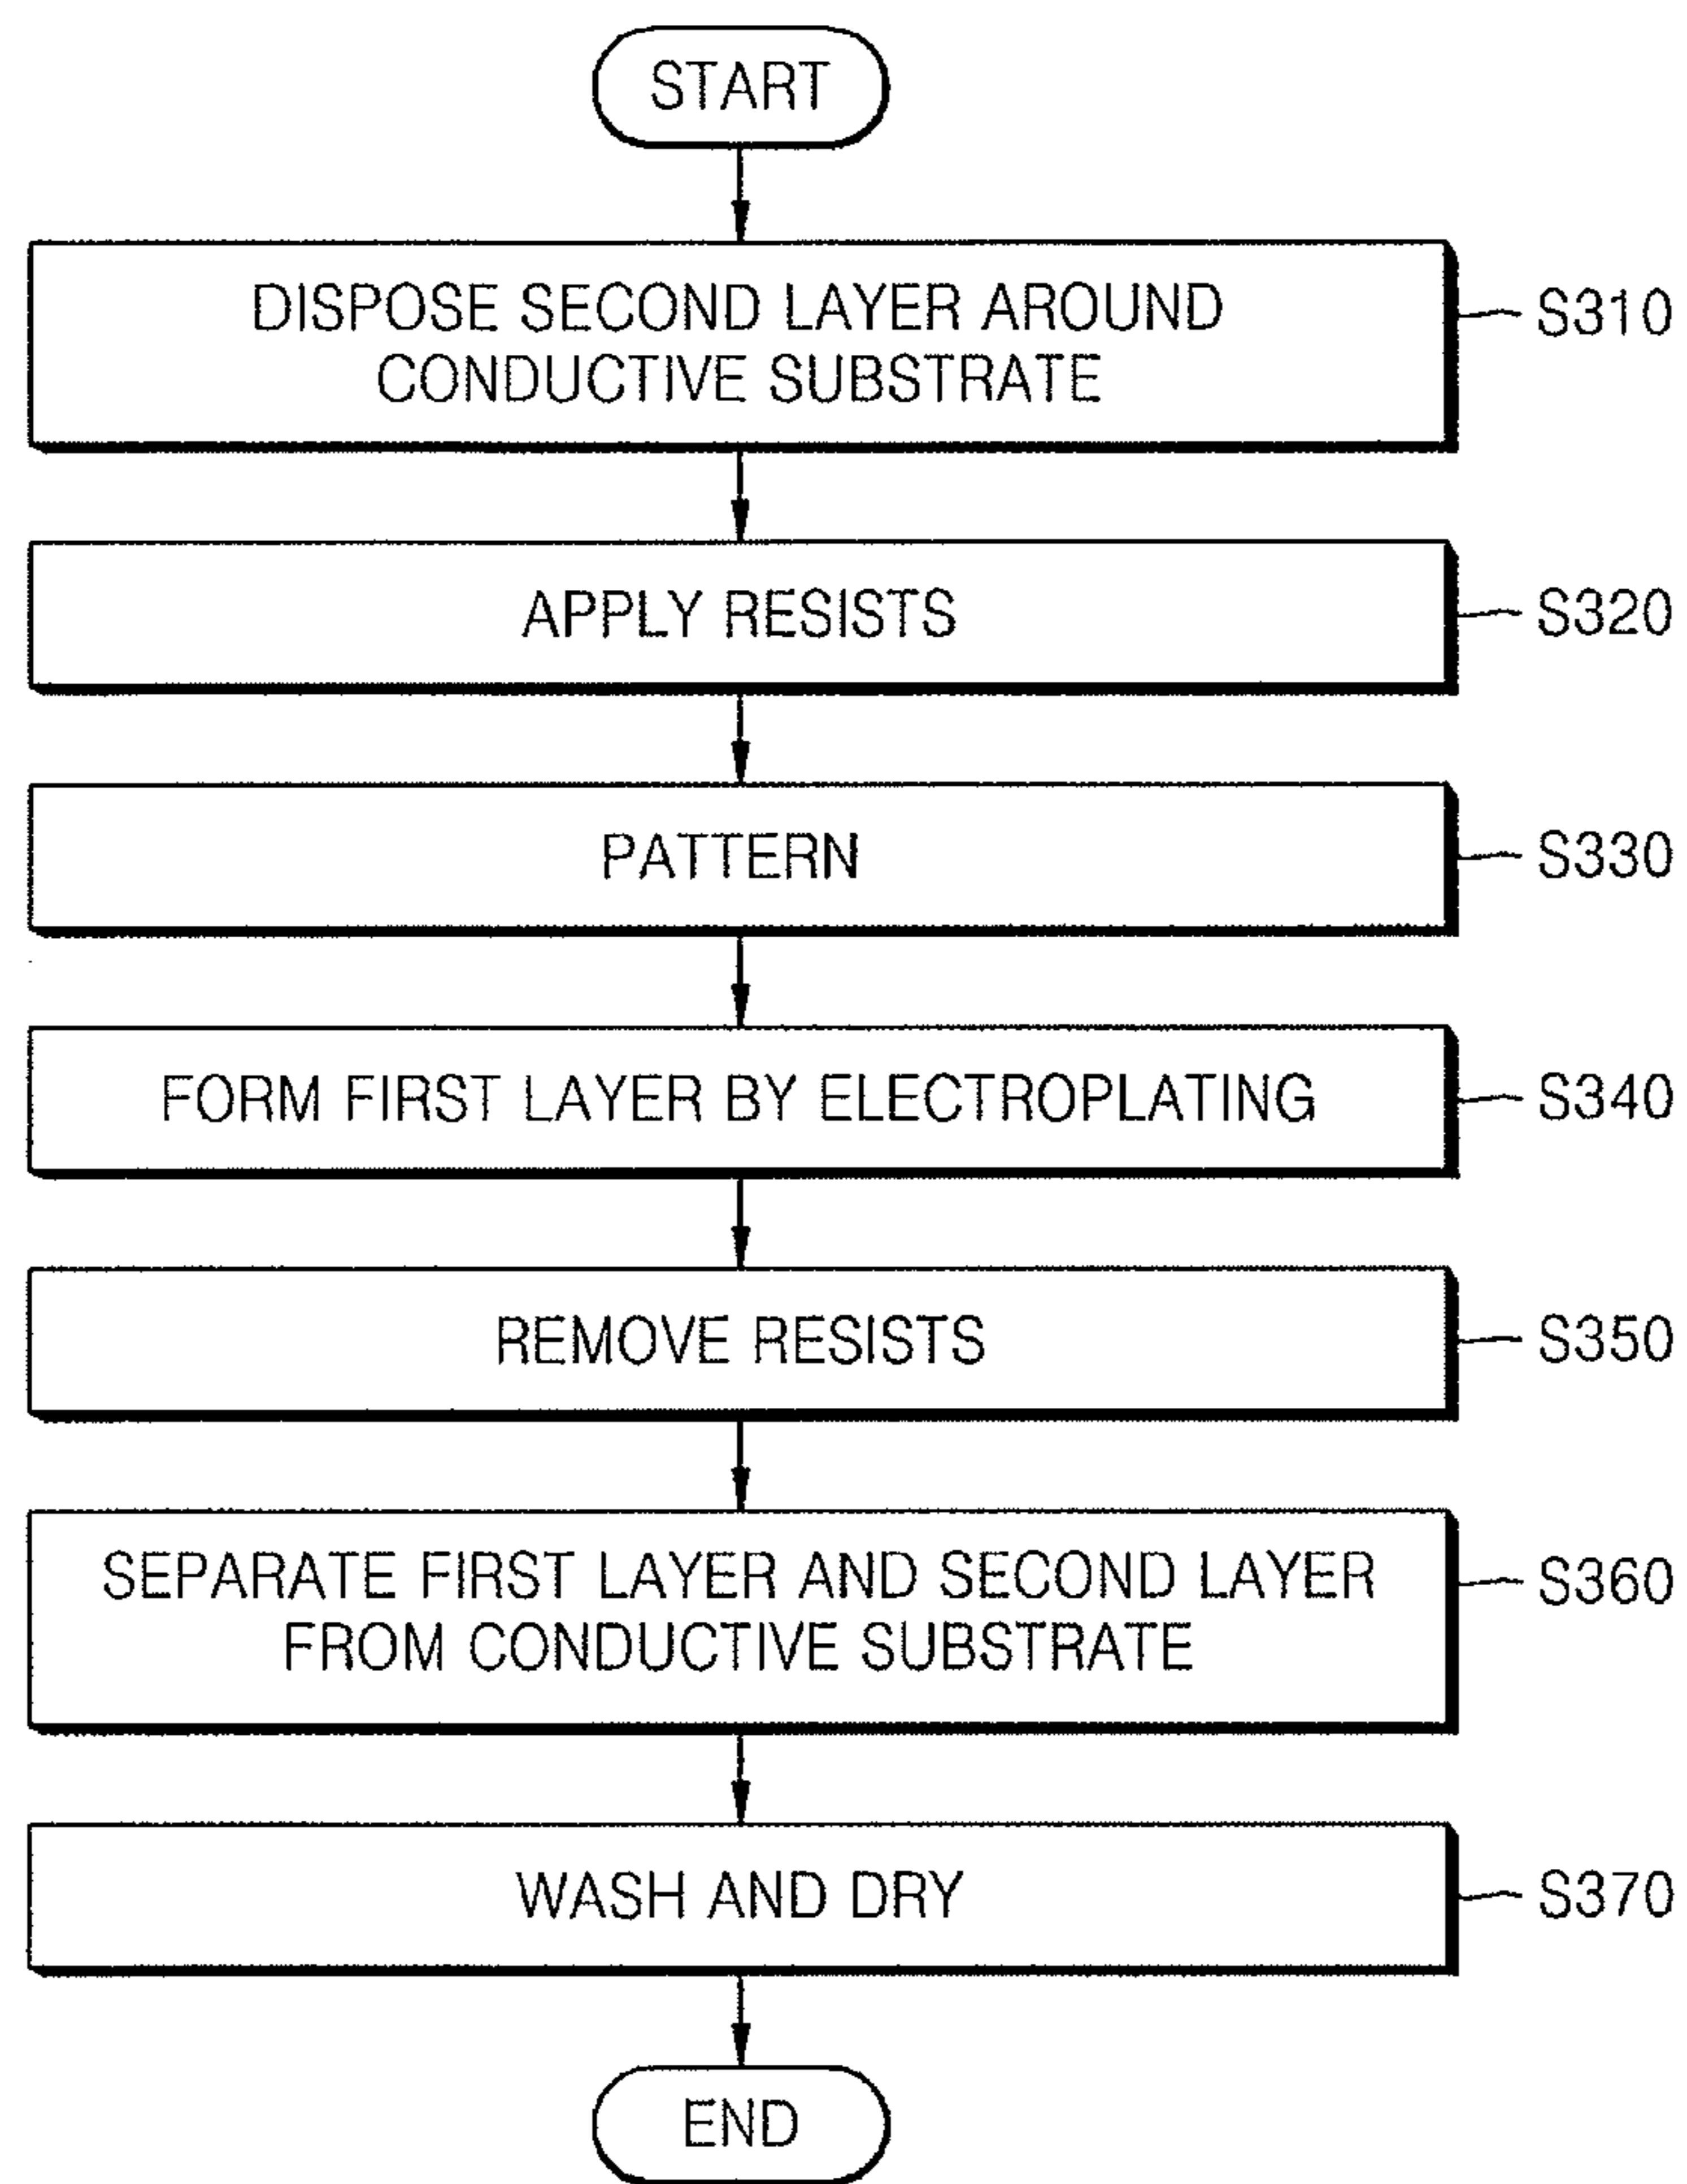 START
DISPOSE SECOND LAYER AROUND
CONDUCTIVE SUBSTRATE
S310
APPLY RESISTS
S320
PATTERN
S330
FORM FIRST LAYER BY ELECTROPLATING
S340
REMOVE RESISTS
S350
SEPARATE FIRST LAYER AND SECOND LAYER
FROM CONDUCTIVE SUBSTRATE
S360
WASH AND DRY
S370
END